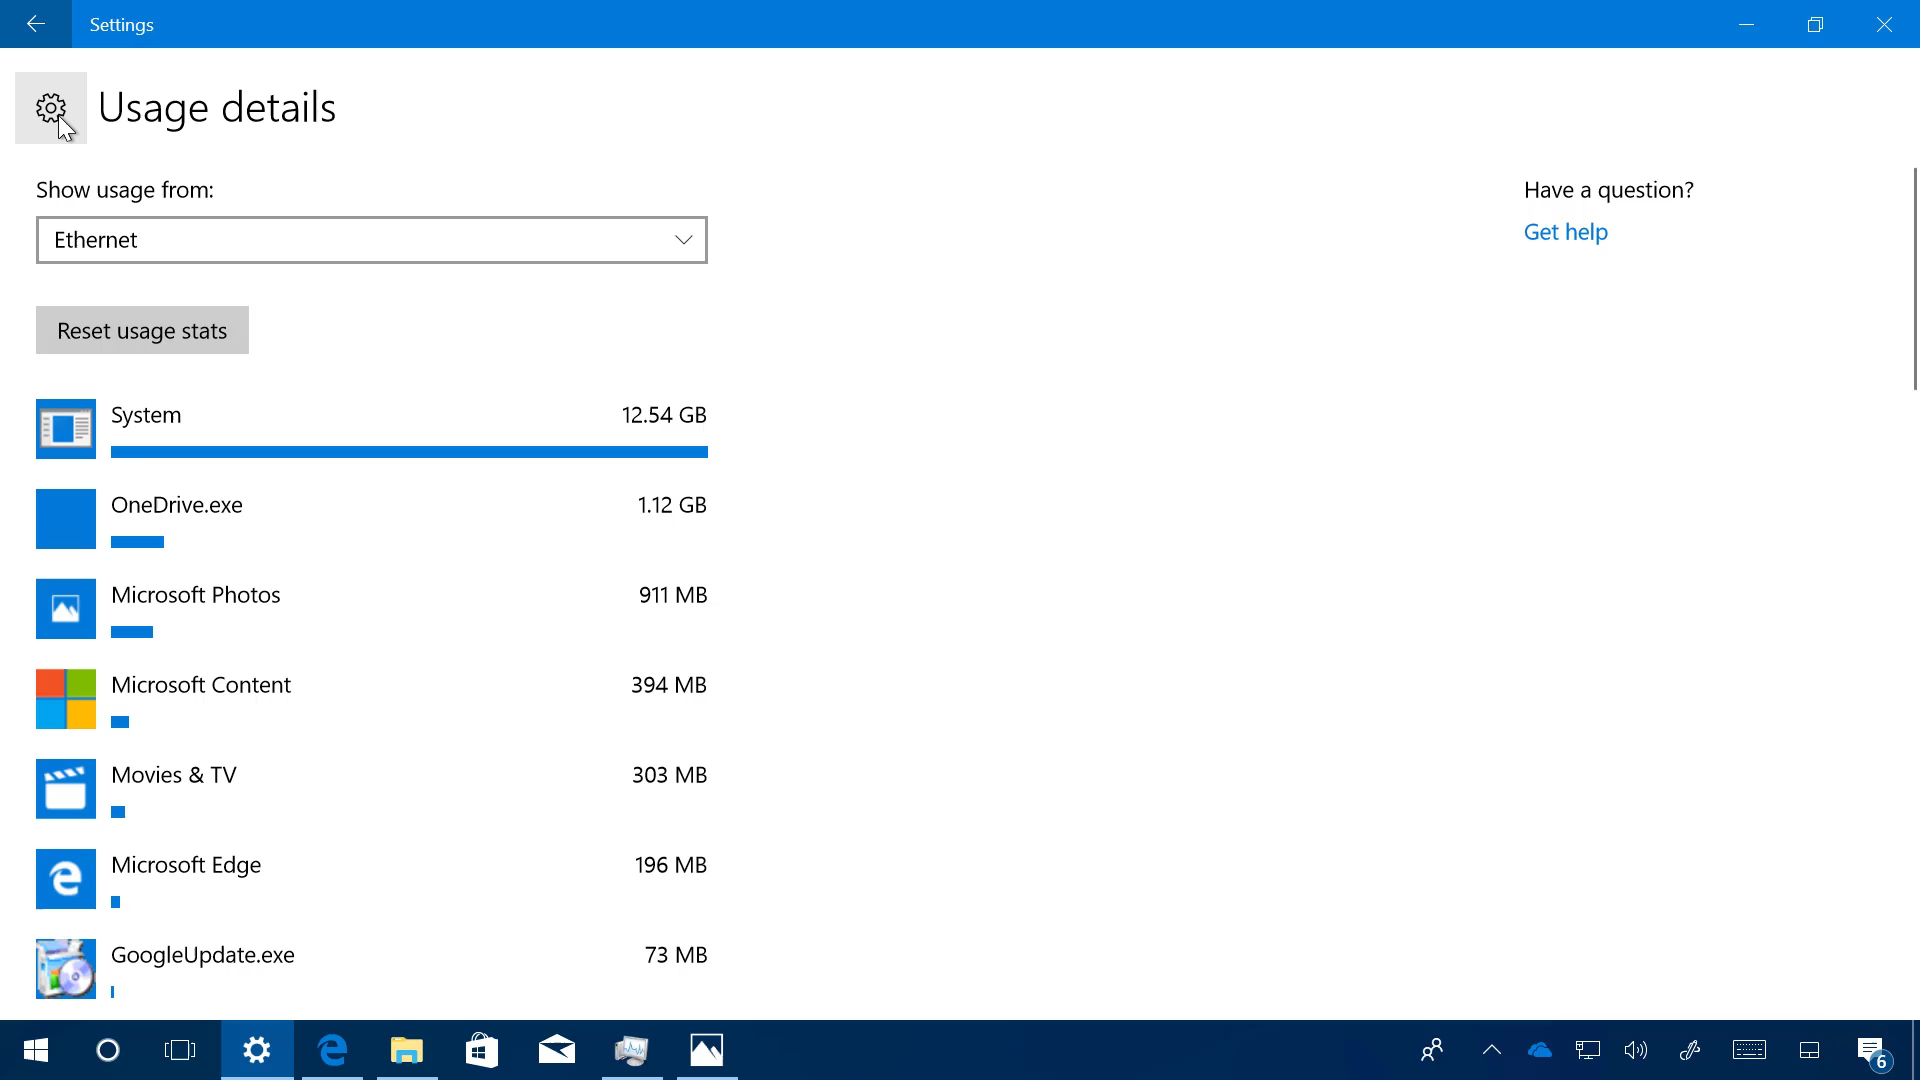 Settings
Usage details
Show usage from:
Ethernet
Reset usage stats
System 12.54 GB
OneDrive.exe 1.12 GB
Microsoft Photos 911 MB
Microsoft Content 394 MB
Movies & TV 303 MB
Microsoft Edge 196 MB
GoogleUpdate.exe 73 MB
Have a question?
Get help
6